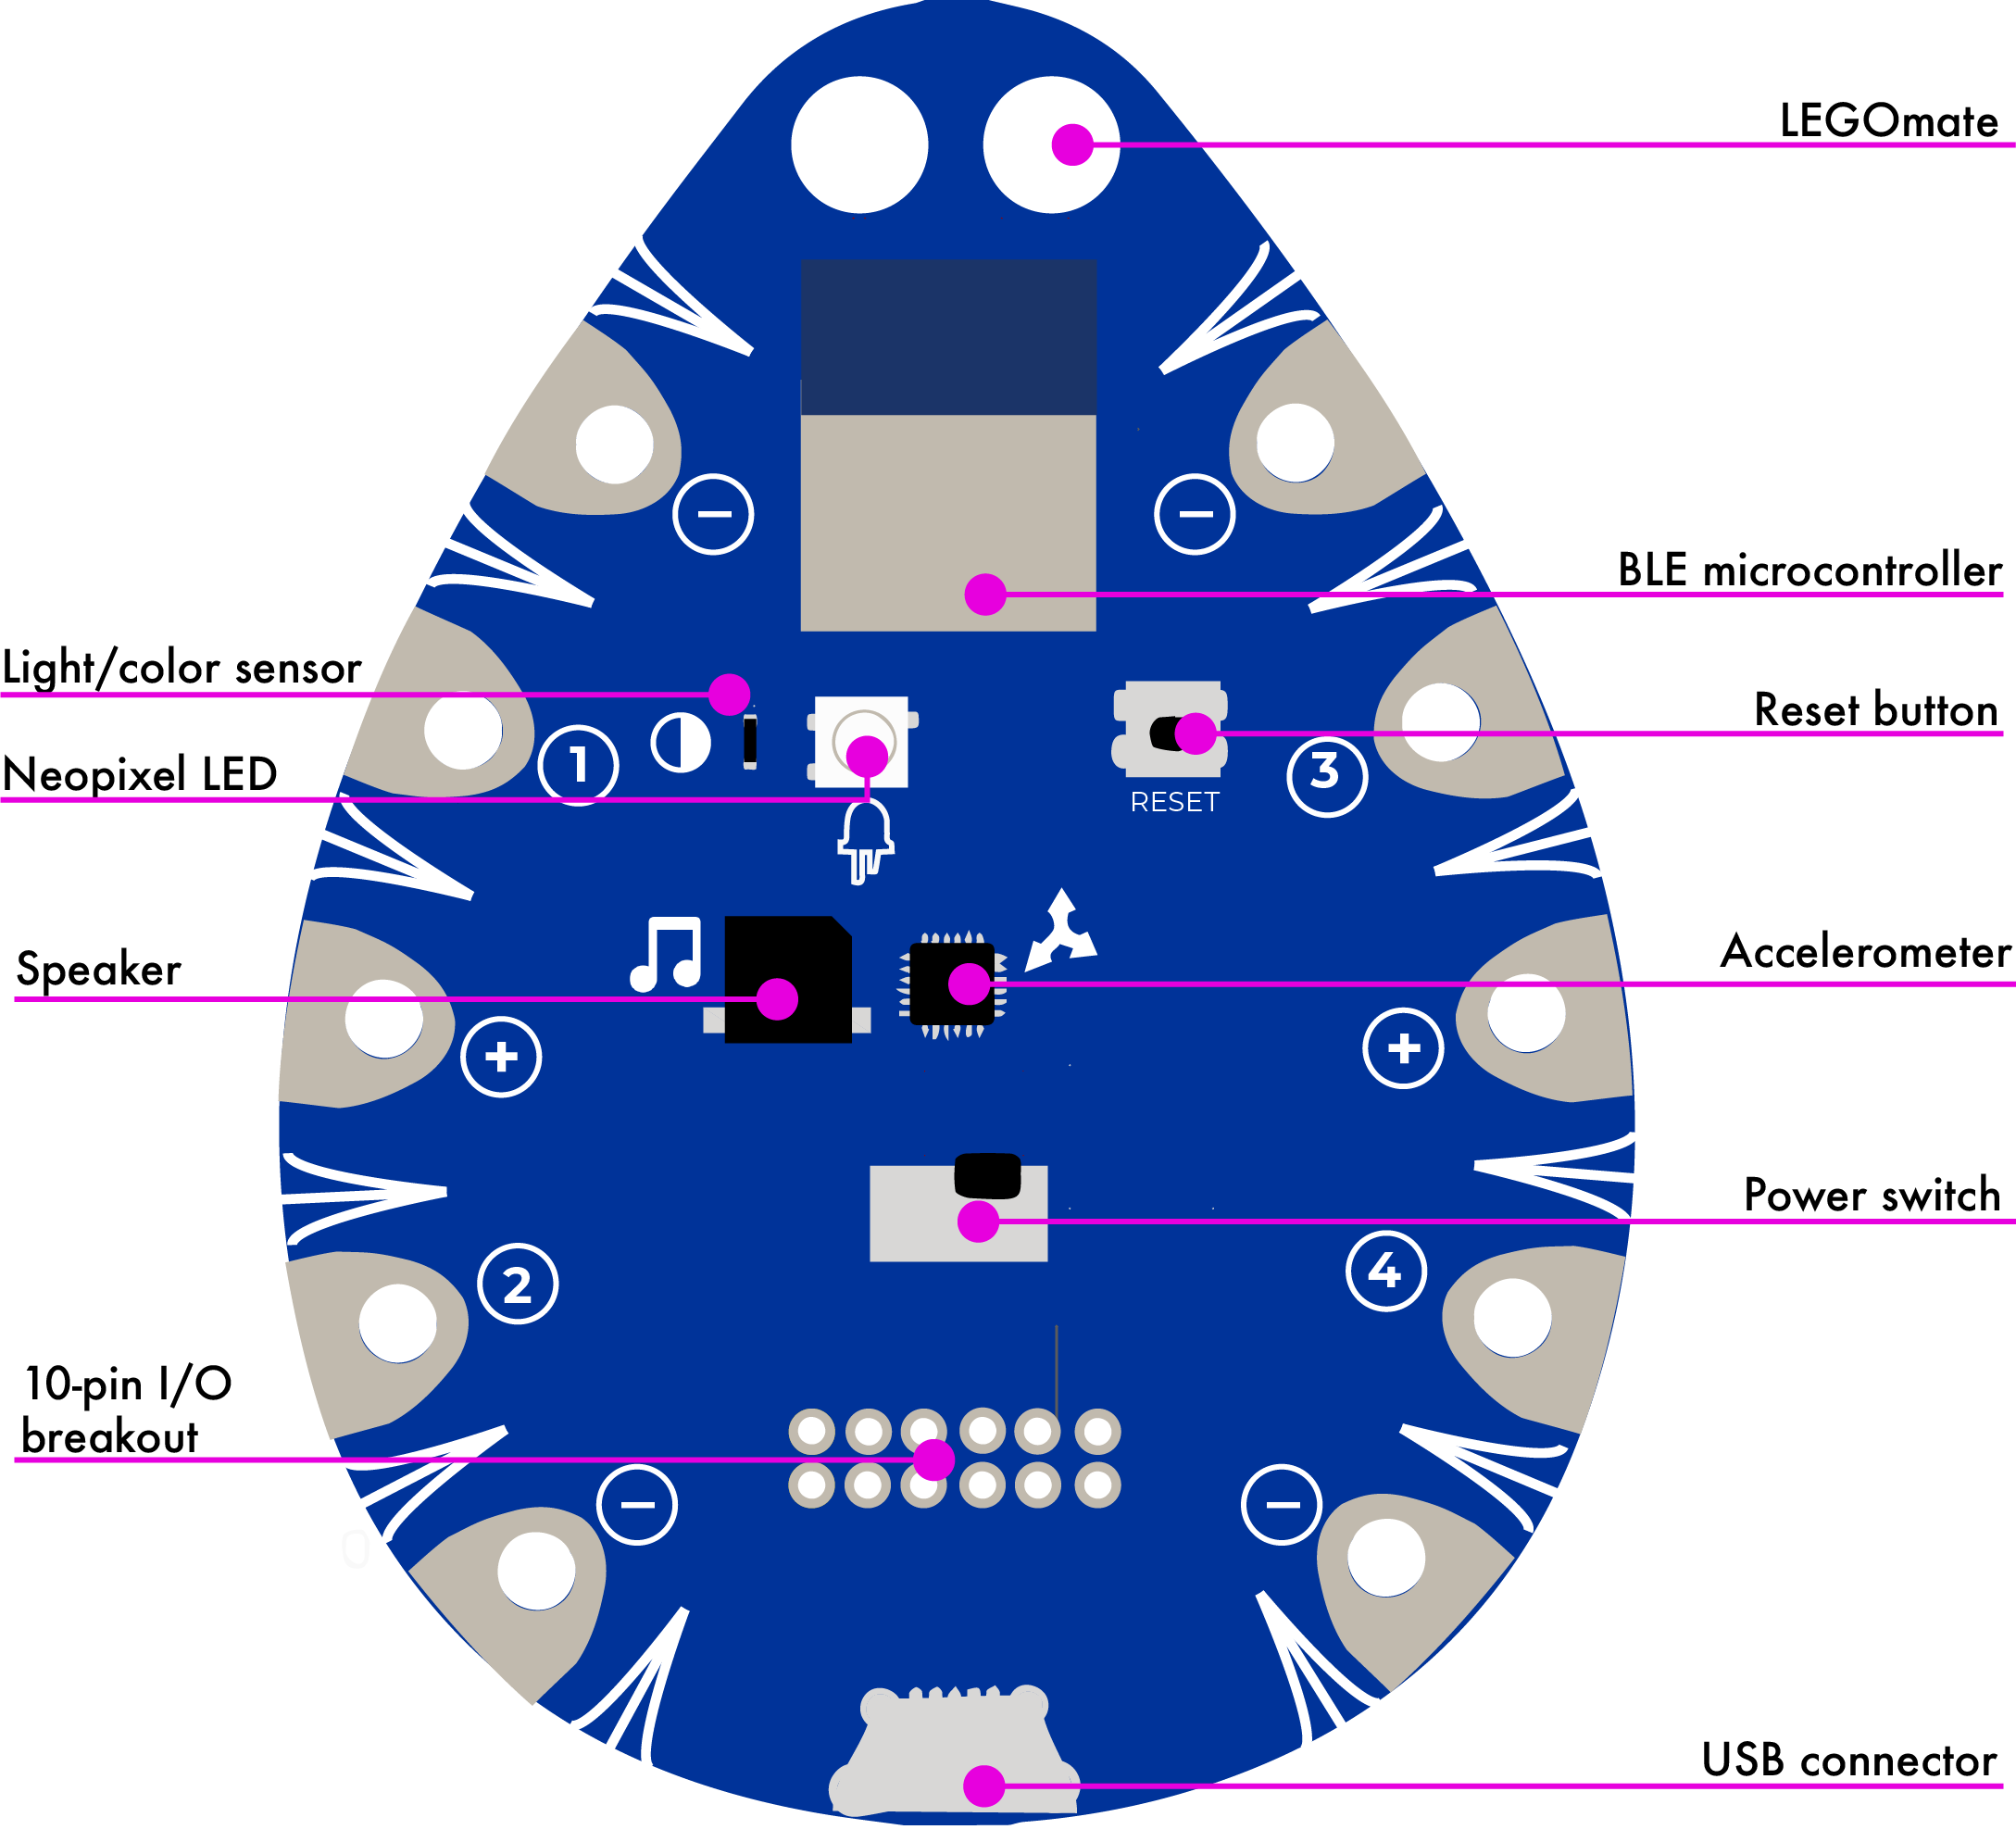 LEGOmate
−
−
BLE microcontroller
Light/color sensor
Reset button
Neopixel LED
1
3
RESET
Speaker
Accelerometer
+
+
Power switch
2
4
10-pin I/O
breakout
−
−
USB connector